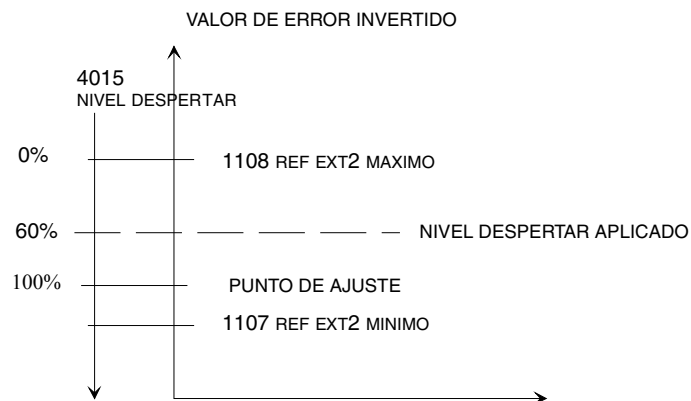 VALOR DE ERROR INVERTIDO
4015
NIVEL DESPERTAR
0%
1108 REF EXT2 MAXIMO
60%
NIVEL DESPERTAR APLICADO
100%
PUNTO DE AJUSTE
1107 REF EXT2 MINIMO